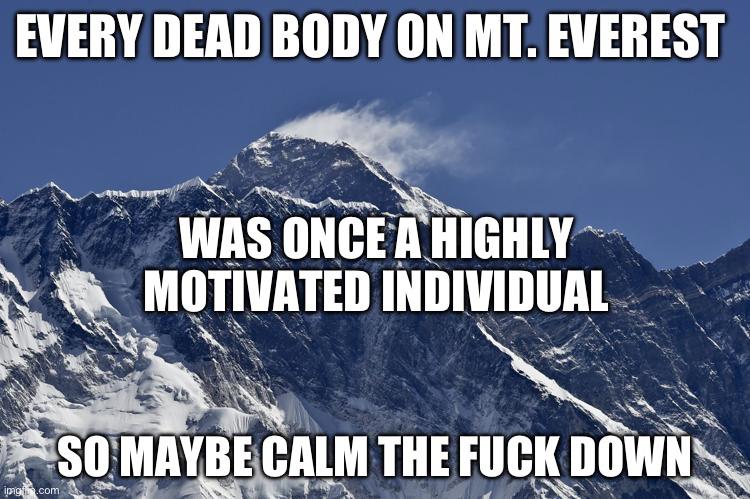 EVERY DEAD BODY ON MT. EVEREST
WAS ONCE A HIGHLY
MOTIVATED INDIVIDUAL
SO MAYBE CALM THE FUCK DOWN
imgflip.com